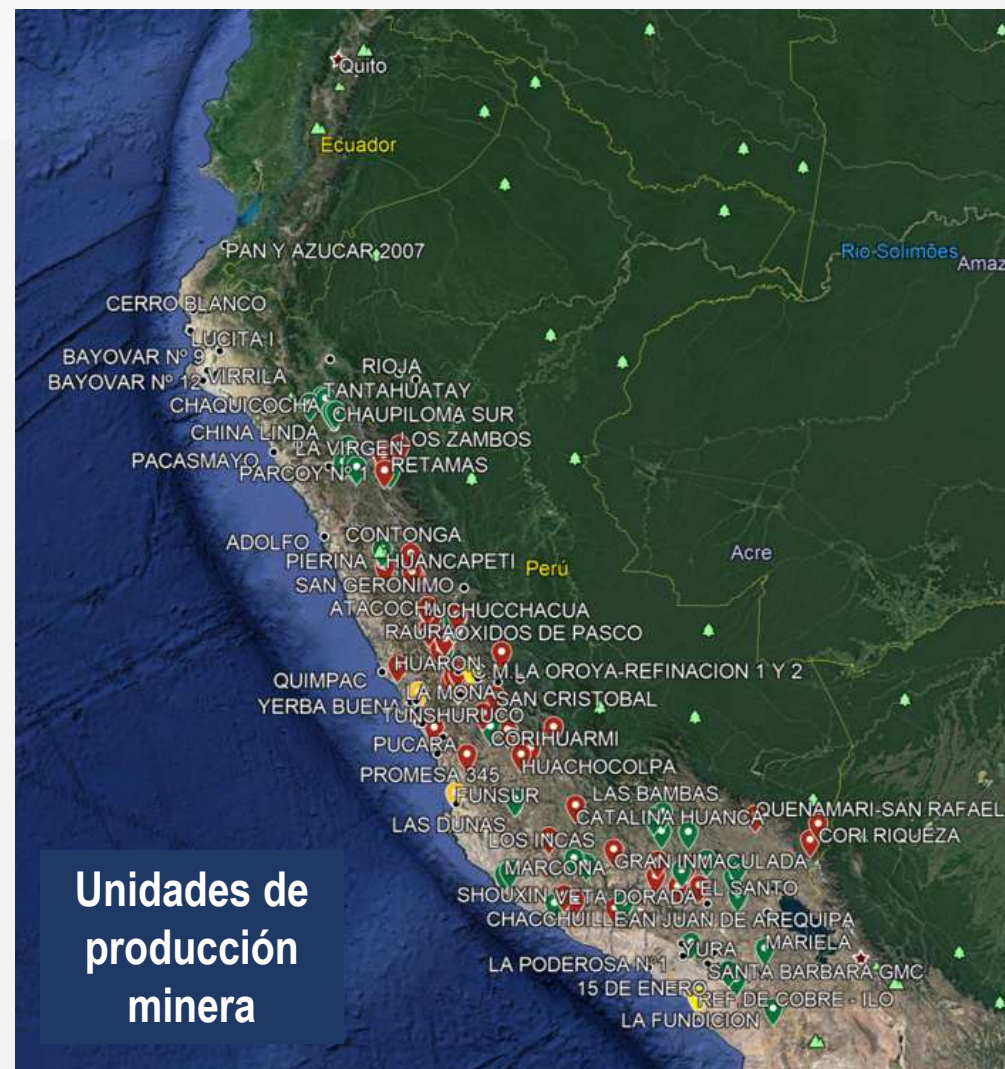 Quito
Ecuador
PAN Y AZUCAR 2007
Rio Solimões
Amaz
CERRO BLANCO
LUCITA I
BAYOVAR Nº 9
RIOJA
BAYOVAR Nº 12
VIRRILA
TANTAHUATAY
CHAQUICOCHA
CHAUPILOMA SUR
CHINA LINDA
OS ZAMBOS
LA VIRGEN
PACASMAYO
RETAMAS
PARCOY Nº 1
CONTONGA
ADOLFO
PIERINA
HUANCAPETI
Perú
Acre
SAN GERONIMO
ATACOCH
UCHUCCHACUA
RAURA
OXIDOS DE PASCO
HUARON
M.LA OROYA-REFINACION 1 Y 2
QUIMPAC
LA MONA
SAN CRISTOBAL
YERBA BUENA
TUNSHURUCO
CORIHUARMI
PUCARA
HUACHOCOLPA
PROMESA 345
LAS BAMBAS
FUNSUR
QUENAMARI-SAN RAFAEL
CATALINA HUANCA
LAS DUNAS
CORI RIQUEZA
LOS INCAS
GRAN INMACULADA
MARCONA
SHOUXIN
VETA DORADA
EL SANTO
CHACCHUILLE
AN JUAN DE AREQUIPA
YURA
MARIELA
LA PODEROSA Nº1
SANTA BARBARA GMC
15 DE ENERO
REF DE COBRE - ILO
LA FUNDICION
Unidades de
producción
minera